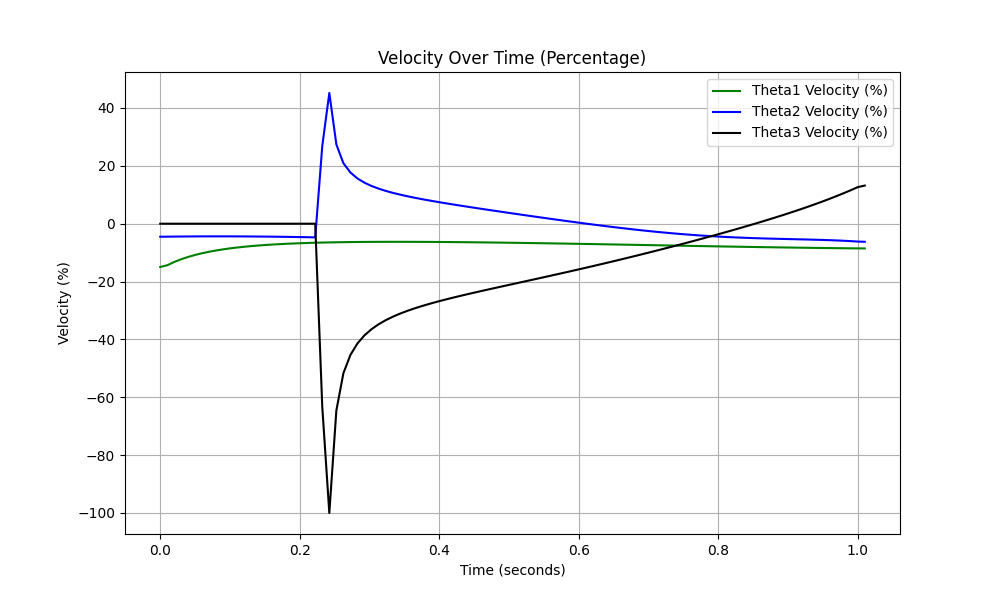 Velocity Over Time (Percentage)
Theta1 Velocity (%)
Theta2 Velocity (%)
Theta3 Velocity (%)
Velocity (%)
40
20
0
−20
−40
−60
−80
−100
0.0 0.2 0.4 0.6 0.8 1.0
Time (seconds)